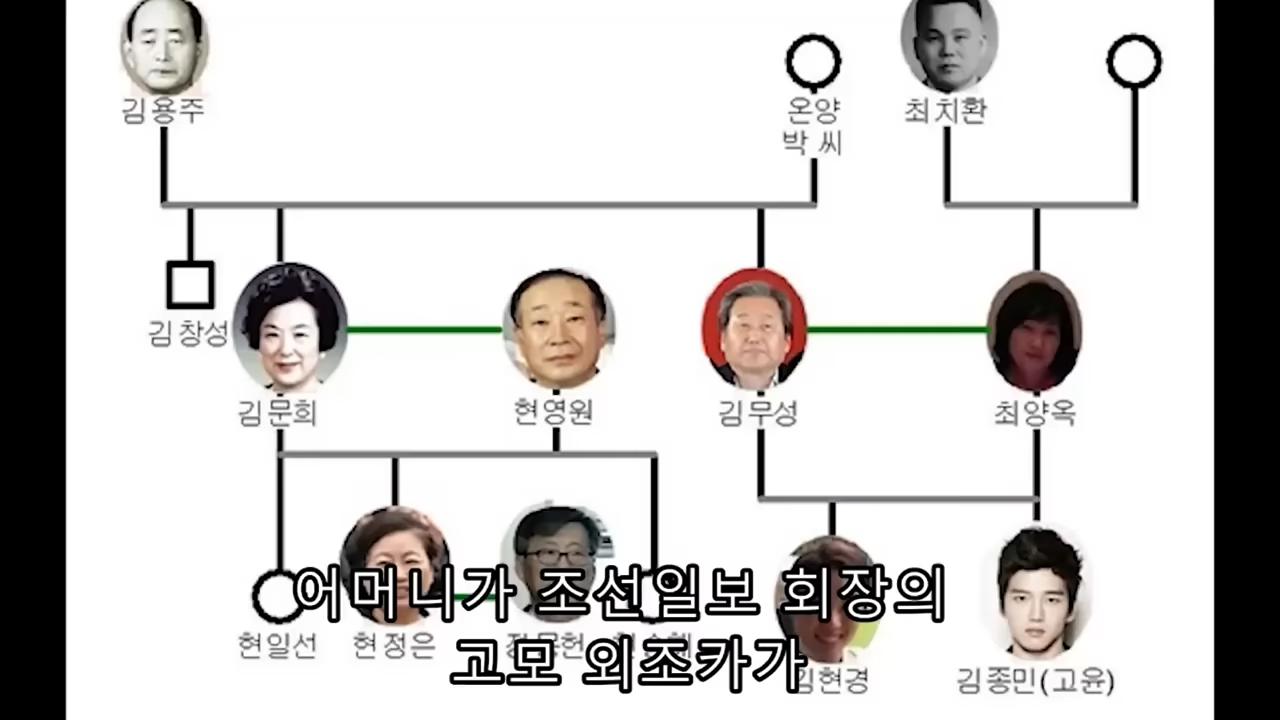 김용주
온양
박 씨
최치환
김창성
김문희
현영원
김무성
최양옥
어머니가 조선일보 회장의
현일선
현정은
고모 외조카가
김현경
김종민(고윤)